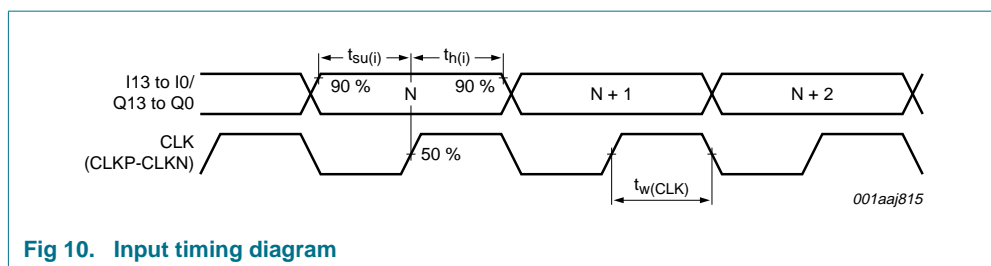 t_su(i) t_h(i)
I13 to I0/
Q13 to Q0
90 % N 90 % N + 1 N + 2
CLK
(CLKP-CLKN)
50 %
t_w(CLK)
001aaj815
Fig 10. Input timing diagram